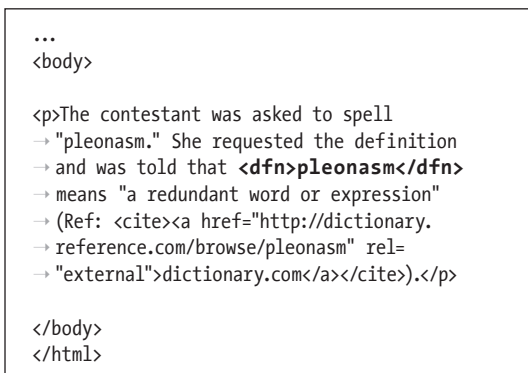 ...
<body>
<p>The contestant was asked to spell
→ "pleonasm." She requested the definition
→ and was told that <dfn>pleonasm</dfn>
→ means "a redundant word or expression"
→ (Ref: <cite><a href="http://dictionary.
→ reference.com/browse/pleonasm" rel=
→ "external">dictionary.com</a></cite>).</p>
</body>
</html>